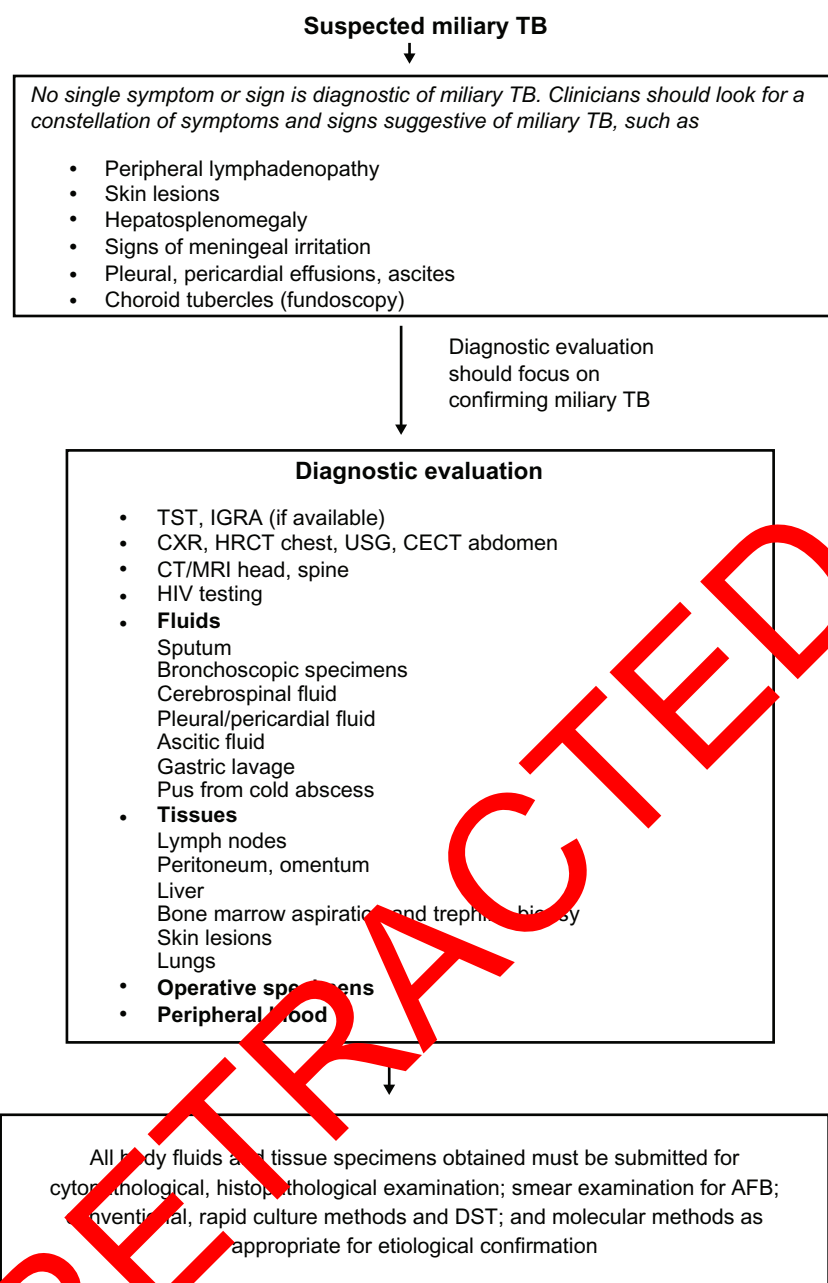 Suspected miliary TB
No single symptom or sign is diagnostic of miliary TB. Clinicians should look for a
constellation of symptoms and signs suggestive of miliary TB, such as
• Peripheral lymphadenopathy
• Skin lesions
• Hepatosplenomegaly
• Signs of meningeal irritation
• Pleural, pericardial effusions, ascites
• Choroid tubercles (fundoscopy)
Diagnostic evaluation
should focus on
confirming miliary TB
Diagnostic evaluation
• TST, IGRA (if available)
• CXR, HRCT chest, USG, CECT abdomen
• CT/MRI head, spine
• HIV testing
• Fluids
Sputum
Bronchoscopic specimens
Cerebrospinal fluid
Pleural/pericardial fluid
Ascitic fluid
Gastric lavage
Pus from cold abscess
• Tissues
Lymph nodes
Peritoneum, omentum
Liver
Bone marrow aspiration and trephine biopsy
Skin lesions
Lungs
• Operative specimens
• Peripheral blood
All body fluids and tissue specimens obtained must be submitted for
cytopathological, histopathological examination; smear examination for AFB;
conventional, rapid culture methods and DST; and molecular methods as
appropriate for etiological confirmation
RETRACTED